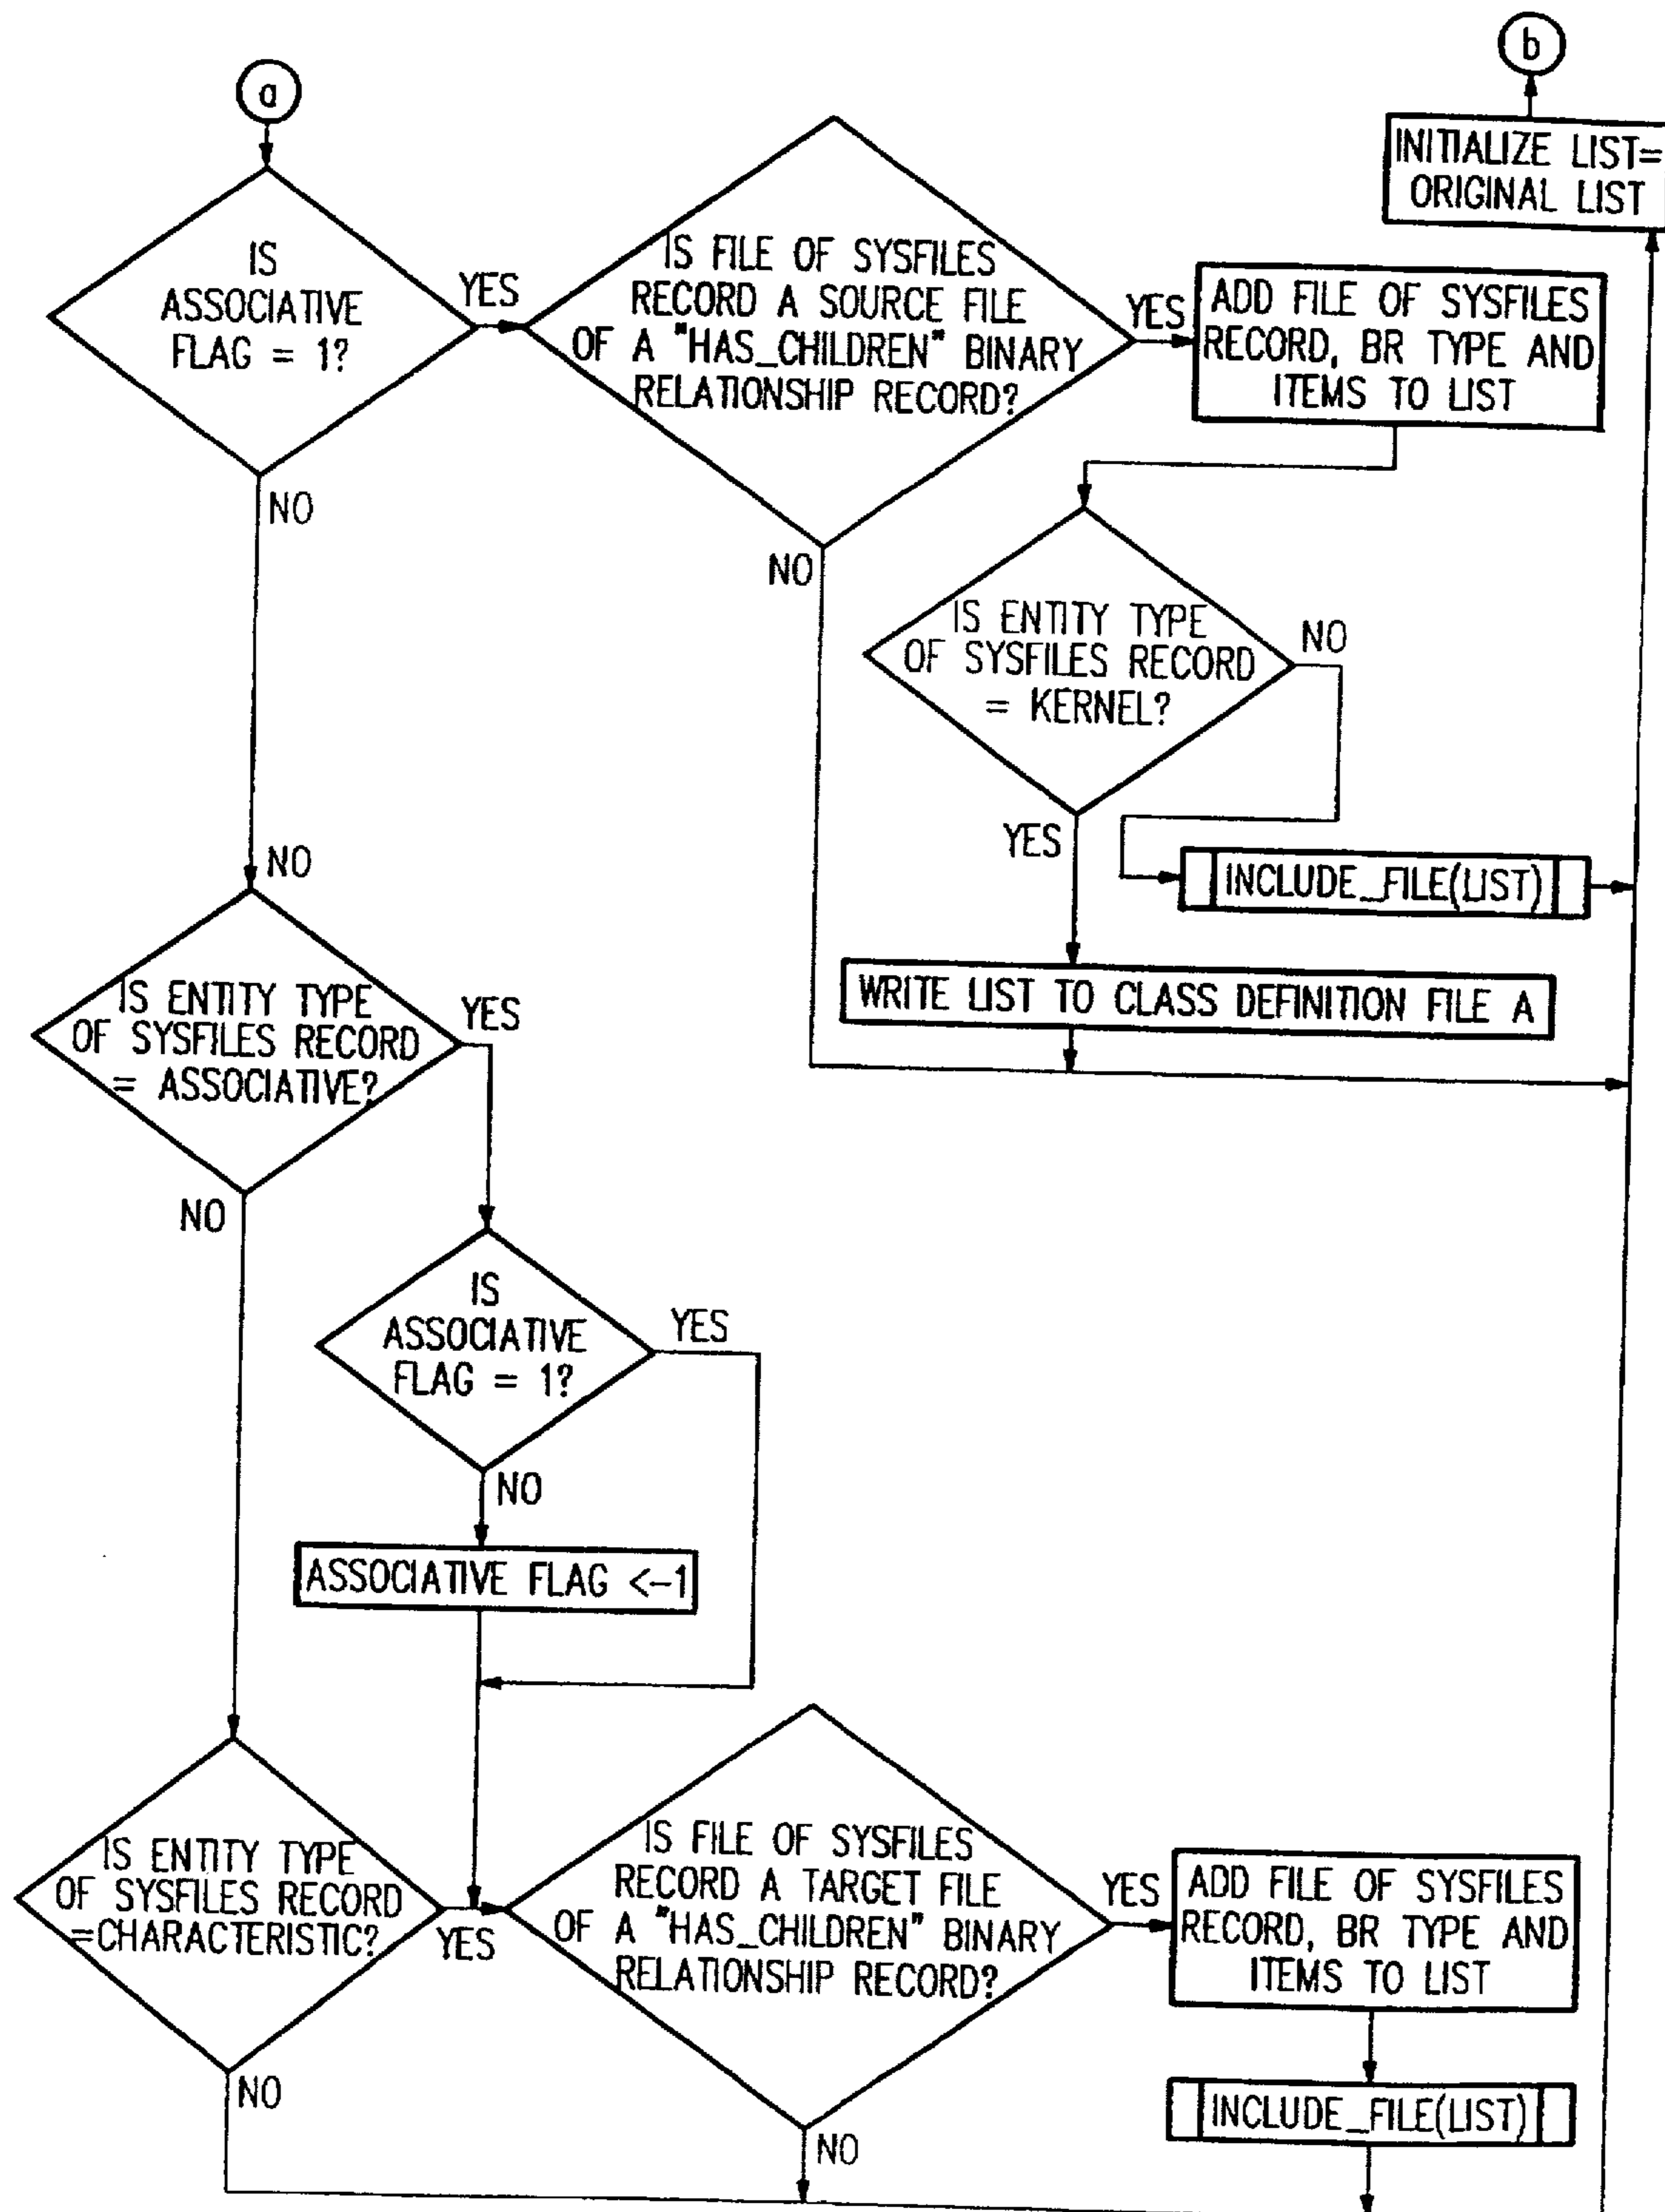 a
b
INITIALIZE LIST=
ORIGINAL LIST
IS
ASSOCIATIVE
FLAG = 1?
YES
NO
IS FILE OF SYSFILES
RECORD A SOURCE FILE
OF A "HAS_CHILDREN" BINARY
RELATIONSHIP RECORD?
YES
NO
ADD FILE OF SYSFILES
RECORD, BR TYPE AND
ITEMS TO LIST
IS ENTITY TYPE
OF SYSFILES RECORD
= KERNEL?
NO
YES
INCLUDE_FILE(LIST)
WRITE LIST TO CLASS DEFINITION FILE A
NO
IS ENTITY TYPE
OF SYSFILES RECORD
= ASSOCIATIVE?
YES
NO
IS
ASSOCIATIVE
FLAG = 1?
YES
NO
ASSOCIATIVE FLAG <-1
IS ENTITY TYPE
OF SYSFILES RECORD
=CHARACTERISTIC?
YES
NO
IS FILE OF SYSFILES
RECORD A TARGET FILE
OF A "HAS_CHILDREN" BINARY
RELATIONSHIP RECORD?
YES
NO
ADD FILE OF SYSFILES
RECORD, BR TYPE AND
ITEMS TO LIST
INCLUDE_FILE(LIST)